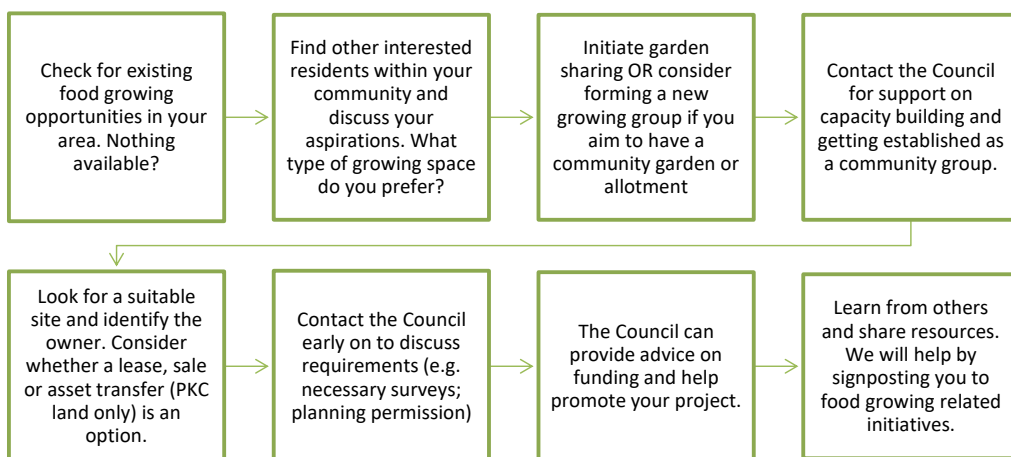 Check for existing
food growing
opportunities in your
area. Nothing
available?
Find other interested
residents within your
community and
discuss your
aspirations. What
type of growing space
do you prefer?
Initiate garden
sharing OR consider
forming a new
growing group if you
aim to have a
community garden or
allotment
Contact the Council
for support on
capacity building and
getting established as
a community group.
Look for a suitable
site and identify the
owner. Consider
whether a lease, sale
or asset transfer (PKC
land only) is an
option.
Contact the Council
early on to discuss
requirements (e.g.
necessary surveys;
planning permission)
The Council can
provide advice on
funding and help
promote your project.
Learn from others
and share resources.
We will help by
signposting you to
food growing related
initiatives.